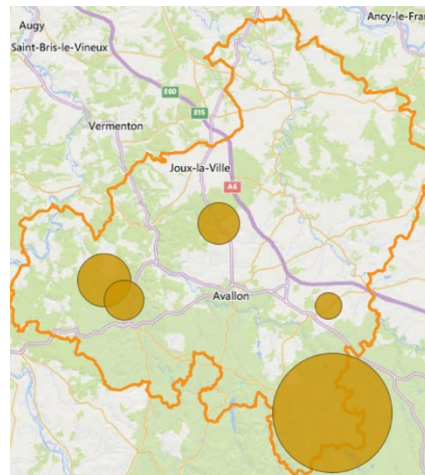 Augy
Ancy-le-Fra
Saint-Bris-le-Vineux
E60
E15
Vermenton
Joux-la-Ville
A6
Avallon